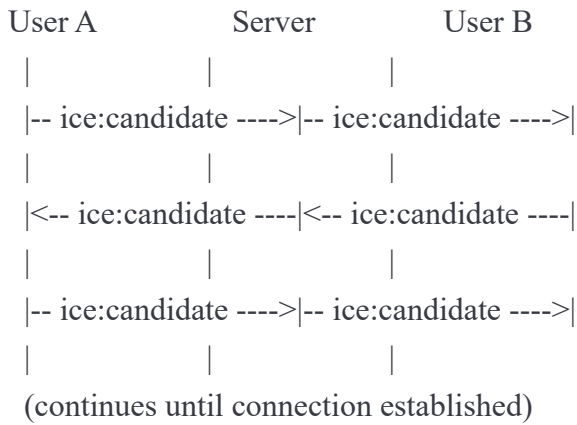 User A Server User B
| | |
|-- ice:candidate ---->|-- ice:candidate ---->|
| | |
|<-- ice:candidate ----|<-- ice:candidate ----|
| | |
|-- ice:candidate ---->|-- ice:candidate ---->|
| | |
(continues until connection established)